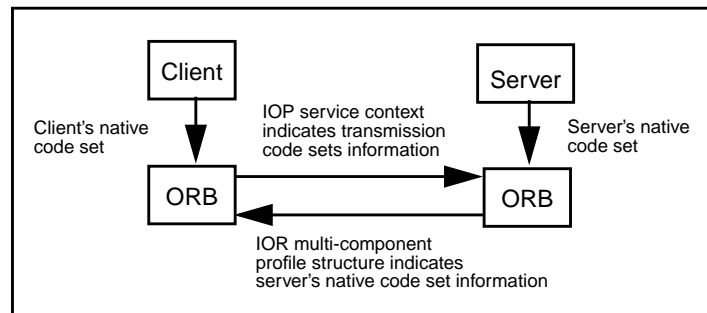 Client
Server
IOP service context
indicates transmission
code sets information
Client's native
code set
Server's native
code set
ORB
ORB
IOR multi-component
profile structure indicates
server's native code set information